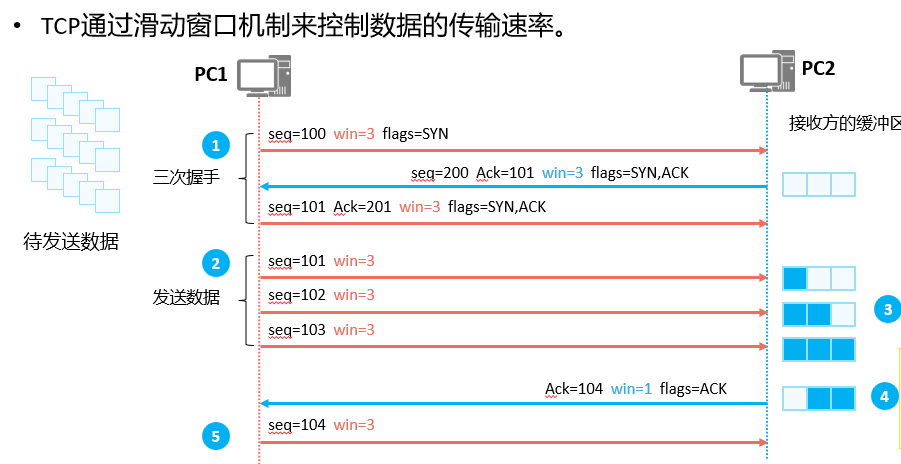 • TCP通过滑动窗口机制来控制数据的传输速率。
PC1
PC2
接收方的缓冲区
1
三次握手
seq=100 win=3 flags=SYN
seq=200 Ack=101 win=3 flags=SYN,ACK
seq=101 Ack=201 win=3 flags=SYN,ACK
待发送数据
2
发送数据
seq=101 win=3
seq=102 win=3
3
seq=103 win=3
Ack=104 win=1 flags=ACK
4
5
seq=104 win=3